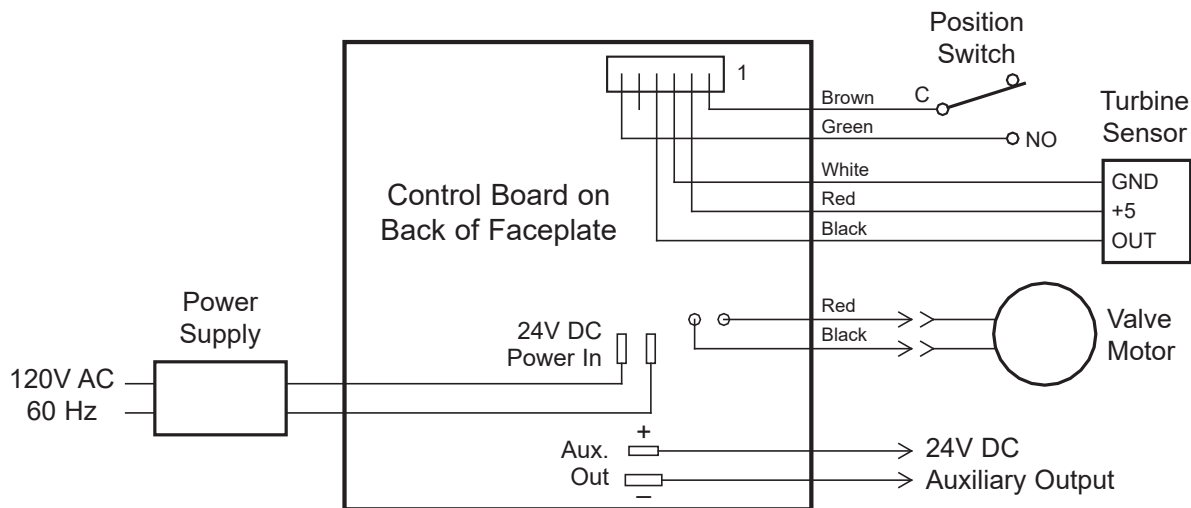 Position
Switch
1
Brown
C
Green
NO
Turbine
Sensor
White
GND
Red
+5
Black
OUT
Control Board on
Back of Faceplate
Power
Supply
120V AC
60 Hz
24V DC
Power In
Red
Black
Valve
Motor
Aux.
Out
+
−
24V DC
Auxiliary Output